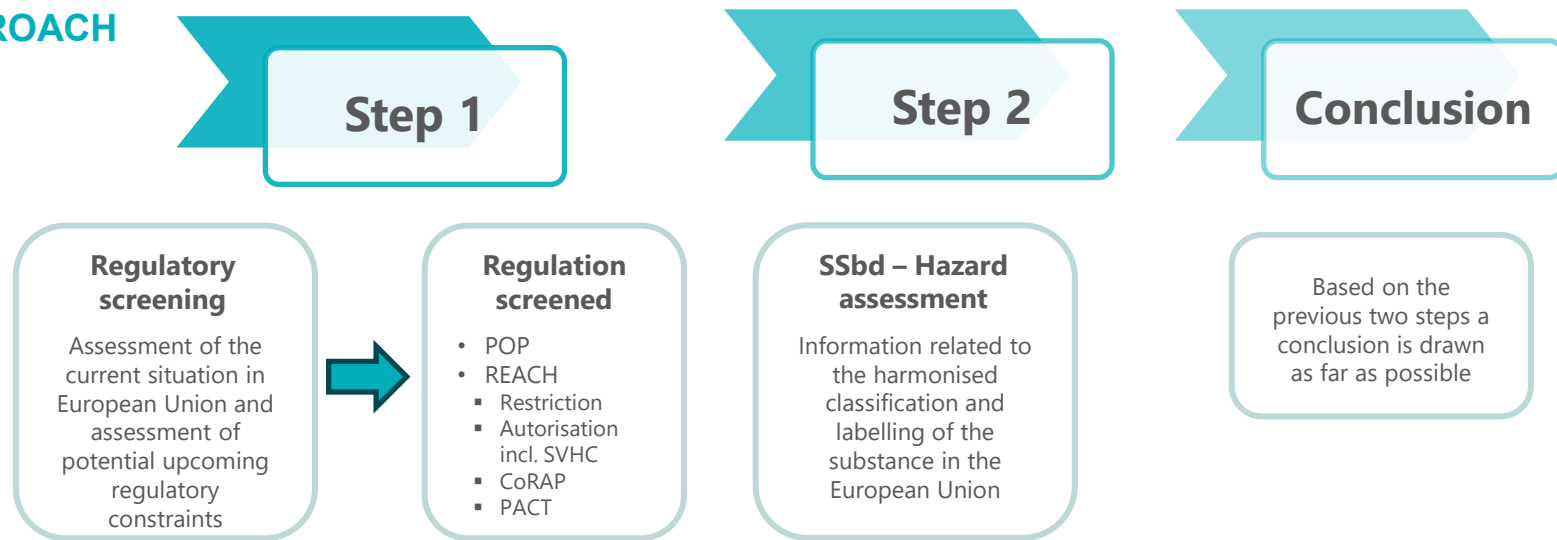 ROACH
Step 1
Step 2
Conclusion
Regulatory
screening
Assessment of the
current situation in
European Union and
assessment of
potential upcoming
regulatory
constraints
Regulation
screened
• POP
• REACH
▪ Restriction
▪ Autorisation
incl. SVHC
▪ CoRAP
▪ PACT
SSbd – Hazard
assessment
Information related to
the harmonised
classification and
labelling of the
substance in the
European Union
Based on the
previous two steps a
conclusion is drawn
as far as possible